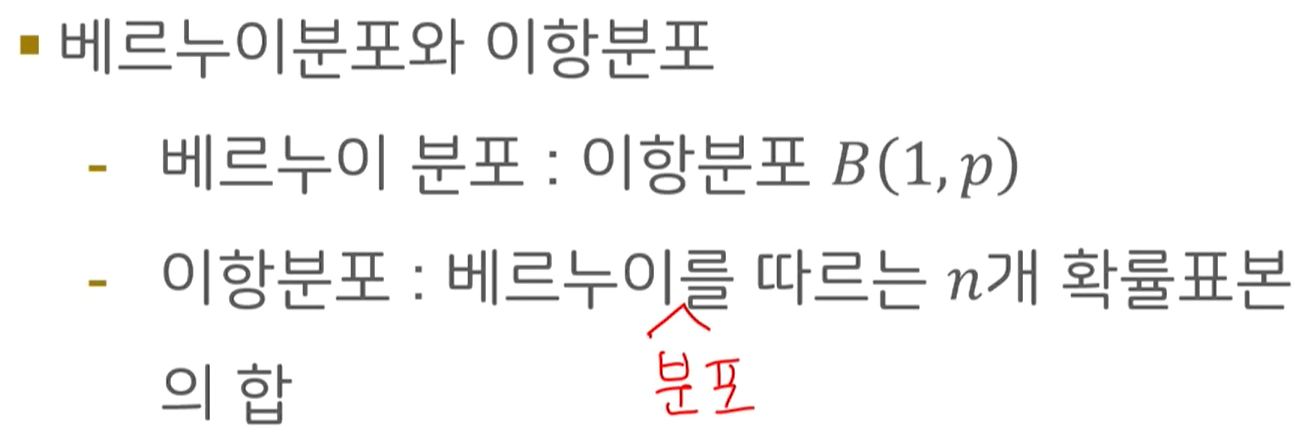 ▪ 베르누이분포와 이항분포
- 베르누이 분포 : 이항분포 B(1, p)
- 이항분포 : 베르누이를 따르는 n개 확률표본
의 합
분포